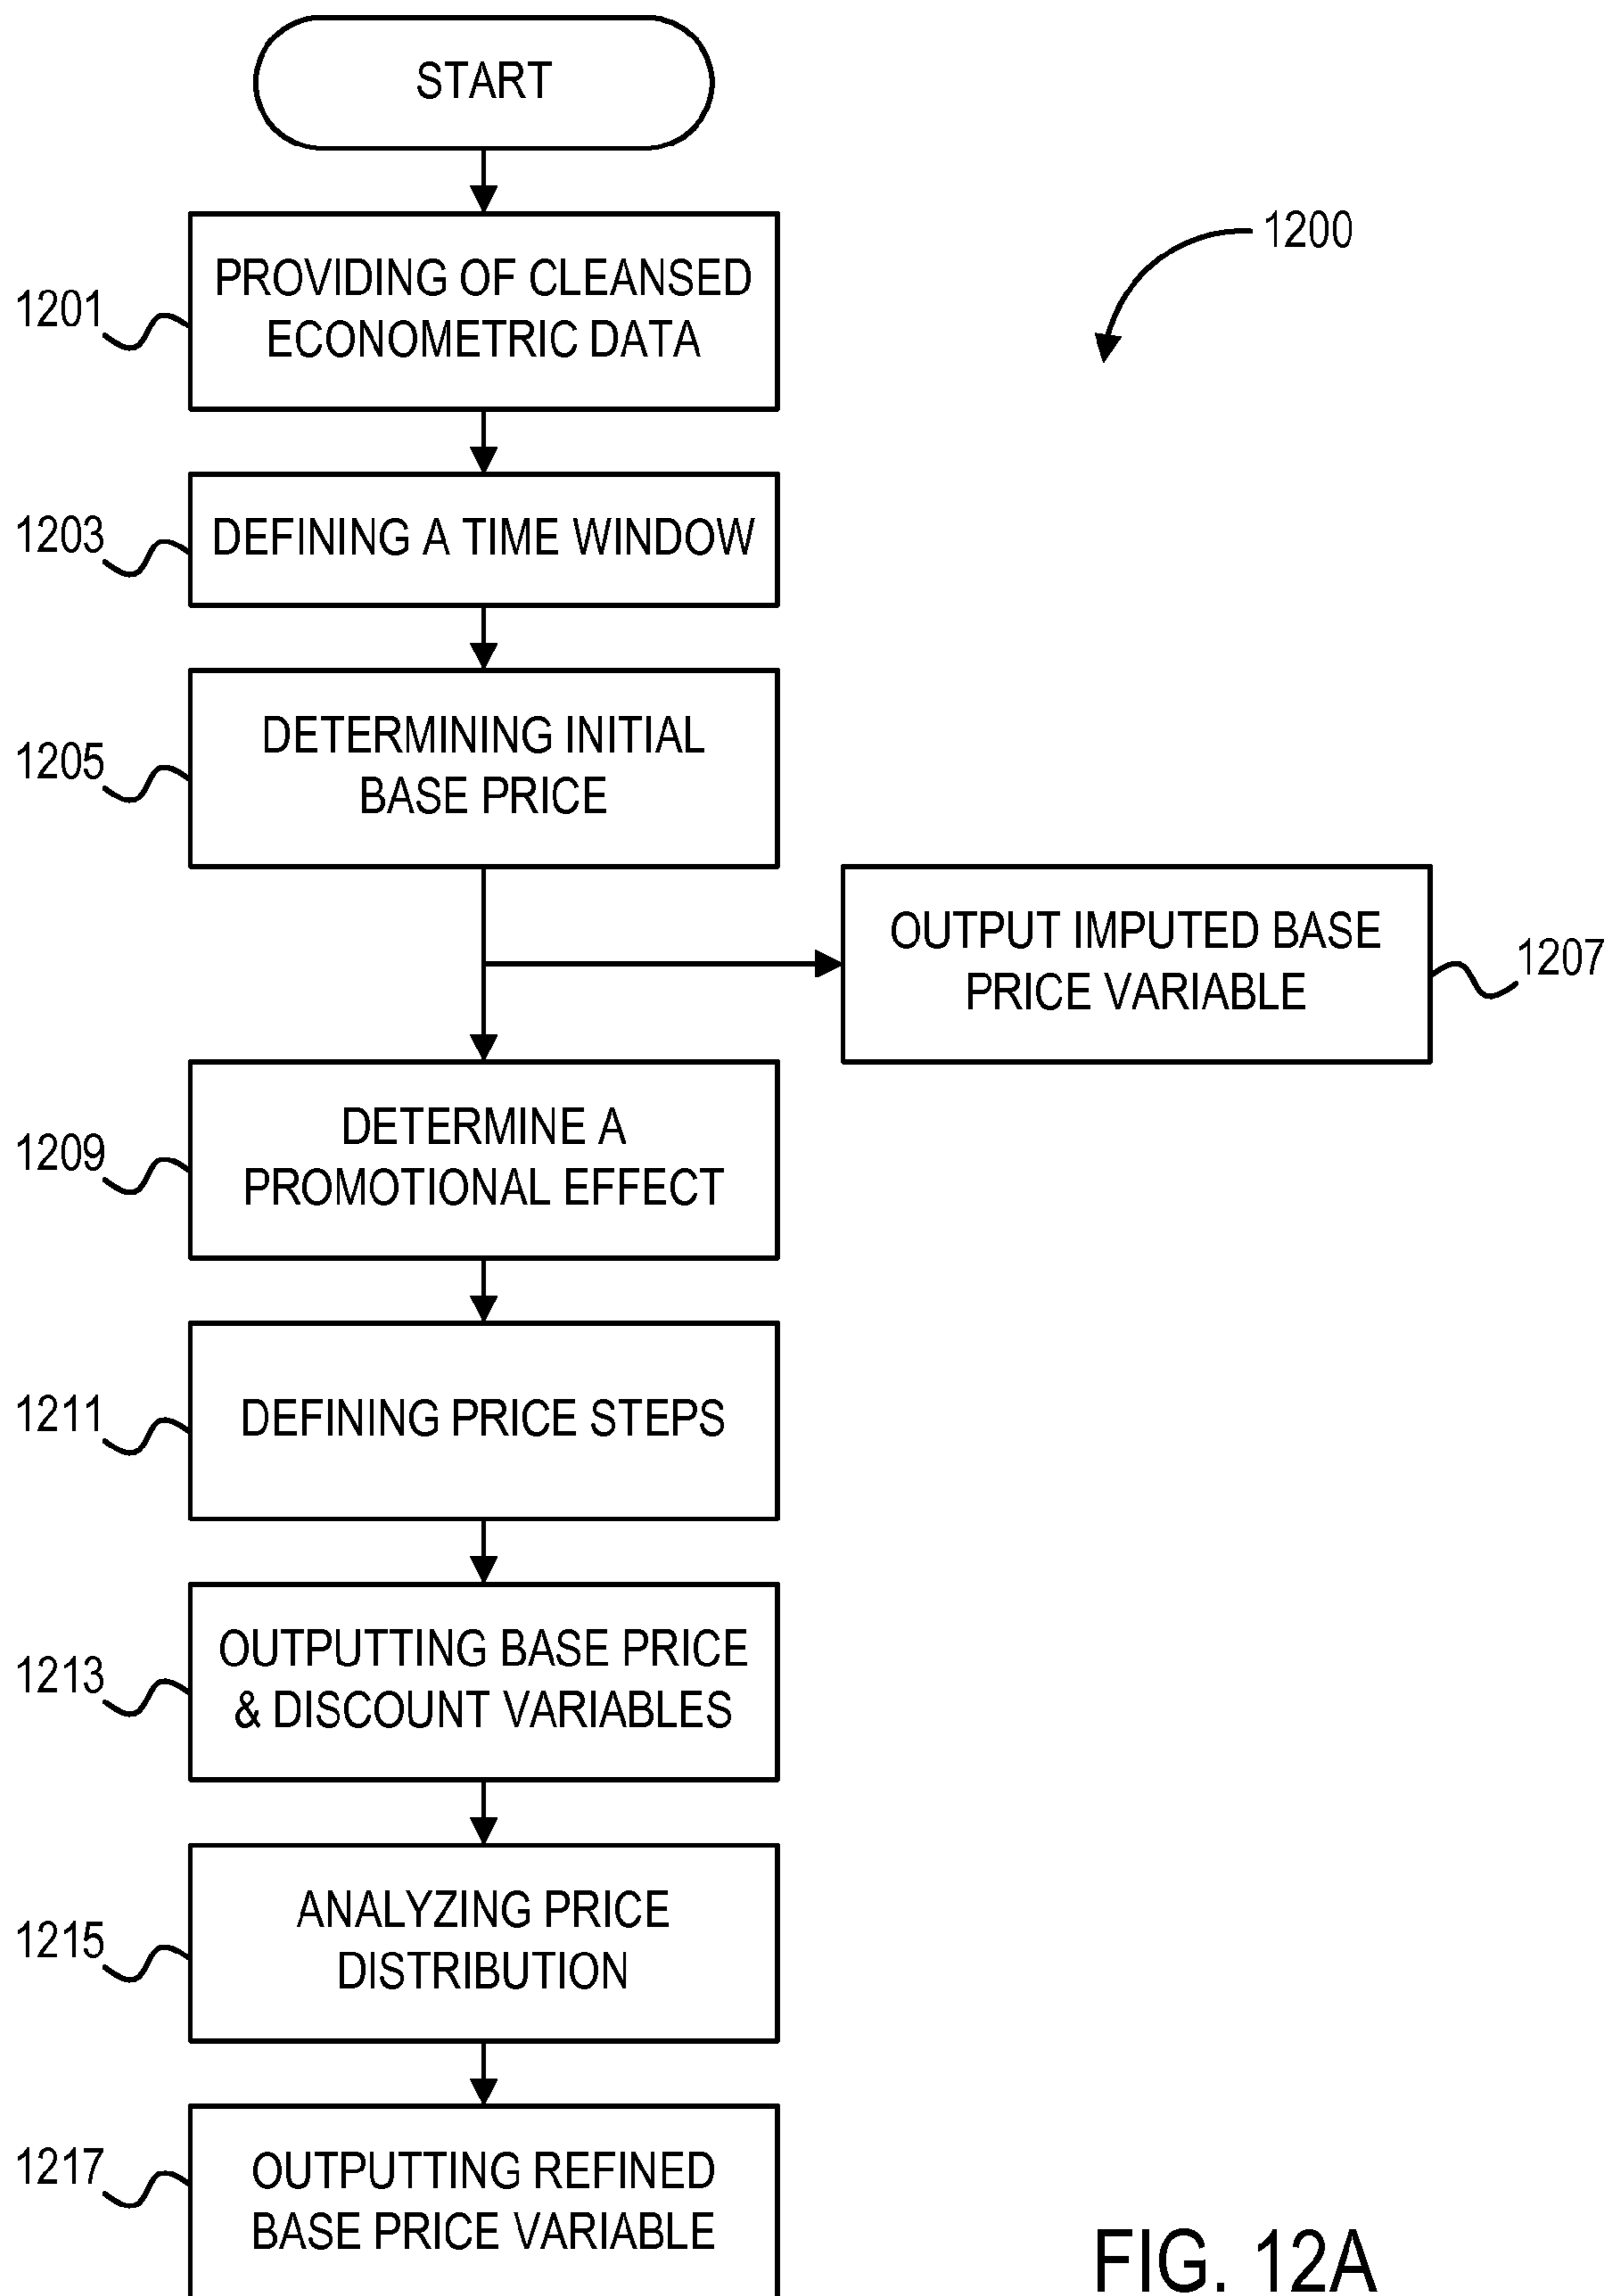 START
1200
1201
PROVIDING OF CLEANSED
ECONOMETRIC DATA
1203
DEFINING A TIME WINDOW
1205
DETERMINING INITIAL
BASE PRICE
OUTPUT IMPUTED BASE
PRICE VARIABLE
1207
1209
DETERMINE A
PROMOTIONAL EFFECT
1211
DEFINING PRICE STEPS
1213
OUTPUTTING BASE PRICE
& DISCOUNT VARIABLES
1215
ANALYZING PRICE
DISTRIBUTION
1217
OUTPUTTING REFINED
BASE PRICE VARIABLE
FIG. 12A